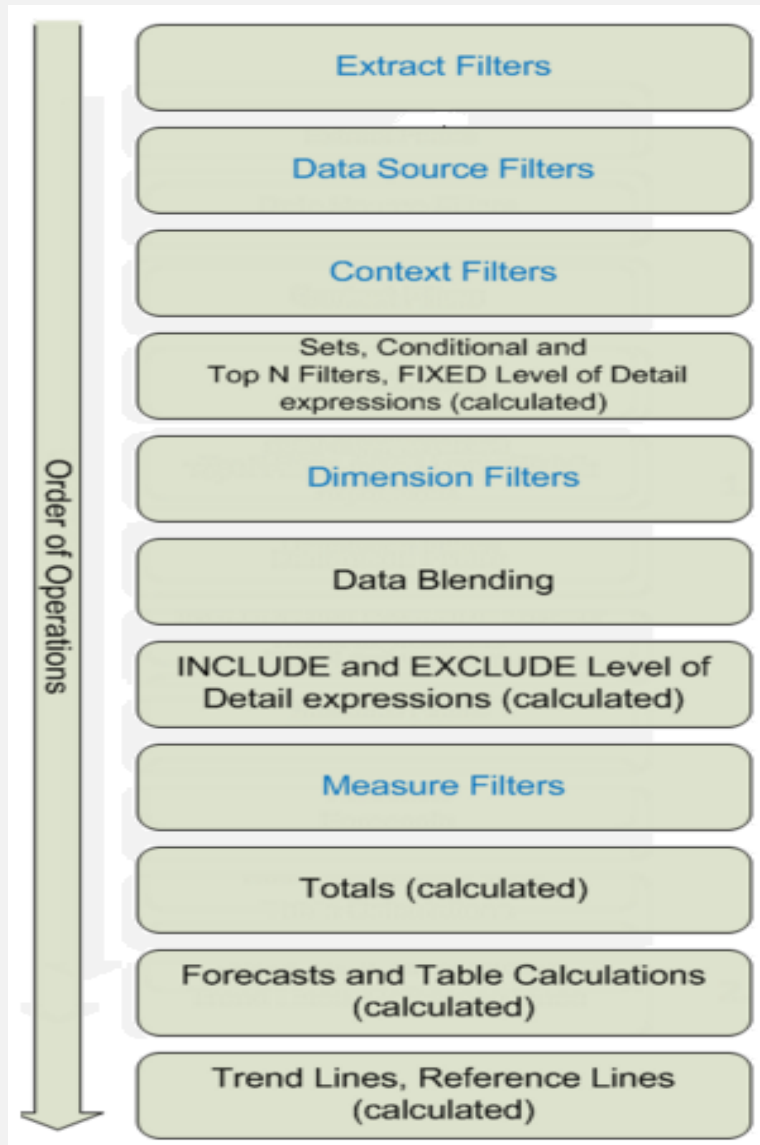 Order of Operations
Extract Filters
Data Source Filters
Context Filters
Sets, Conditional and
Top N Filters, FIXED Level of Detail
expressions (calculated)
Dimension Filters
Data Blending
INCLUDE and EXCLUDE Level of
Detail expressions (calculated)
Measure Filters
Totals (calculated)
Forecasts and Table Calculations
(calculated)
Trend Lines, Reference Lines
(calculated)